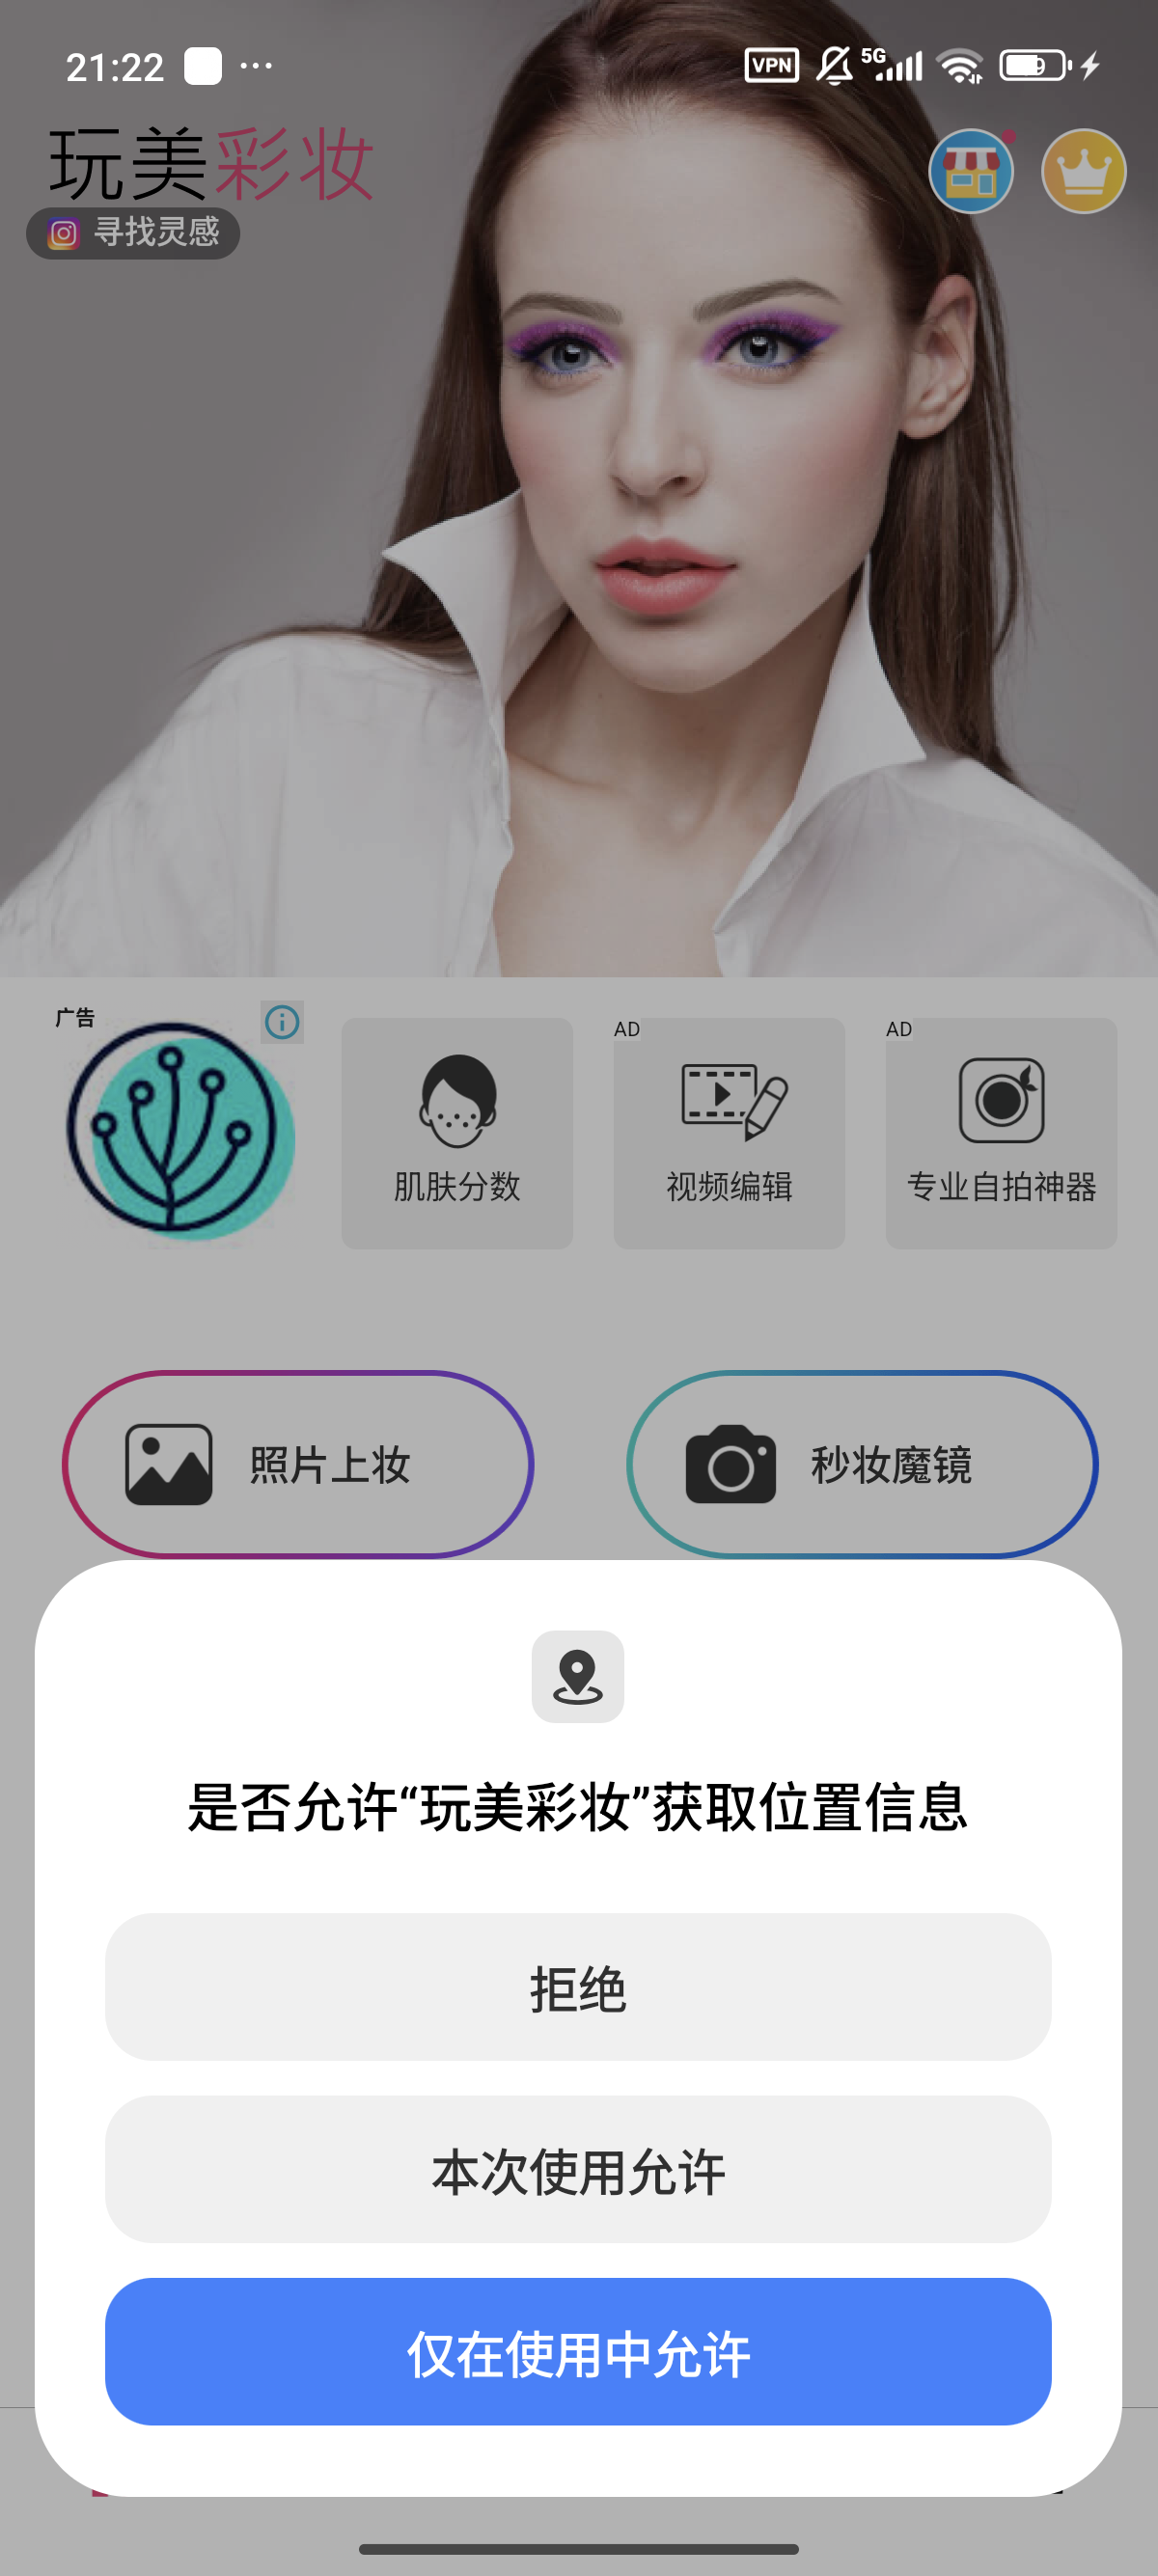 21:22
VPN
5G
玩美彩妆
寻找灵感
广告
肌肤分数
AD
视频编辑
AD
专业自拍神器
照片上妆
秒妆魔镜
是否允许“玩美彩妆”获取位置信息
拒绝
本次使用允许
仅在使用中允许